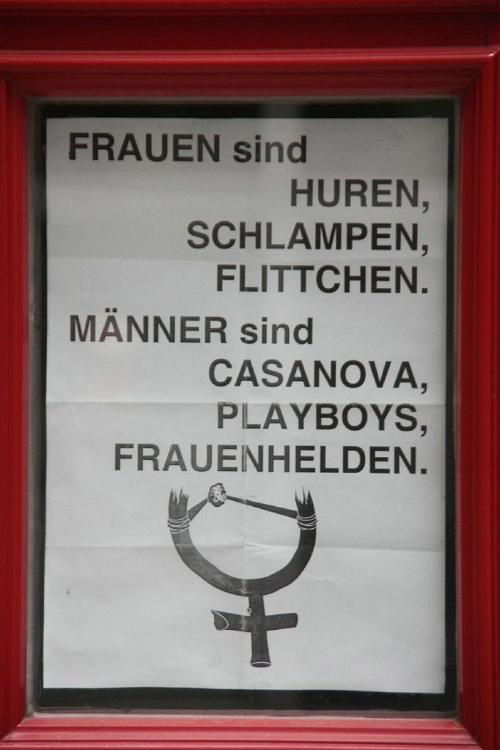 FRAUEN sind
HUREN,
SCHLAMPEN,
FLITTCHEN.
MÄNNER sind
CASANOVA,
PLAYBOYS,
FRAUENHELDEN.